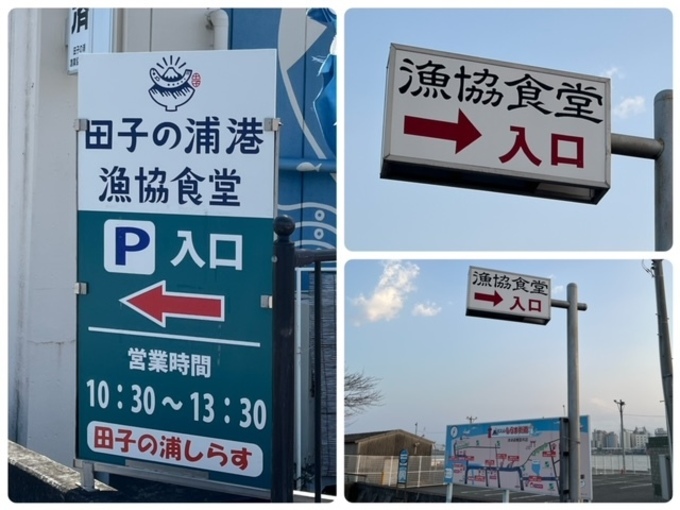 田子の浦港
漁協食堂
P 入口
営業時間
10:30～13:30
田子の浦しらす
漁協食堂
入口
漁協食堂
入口